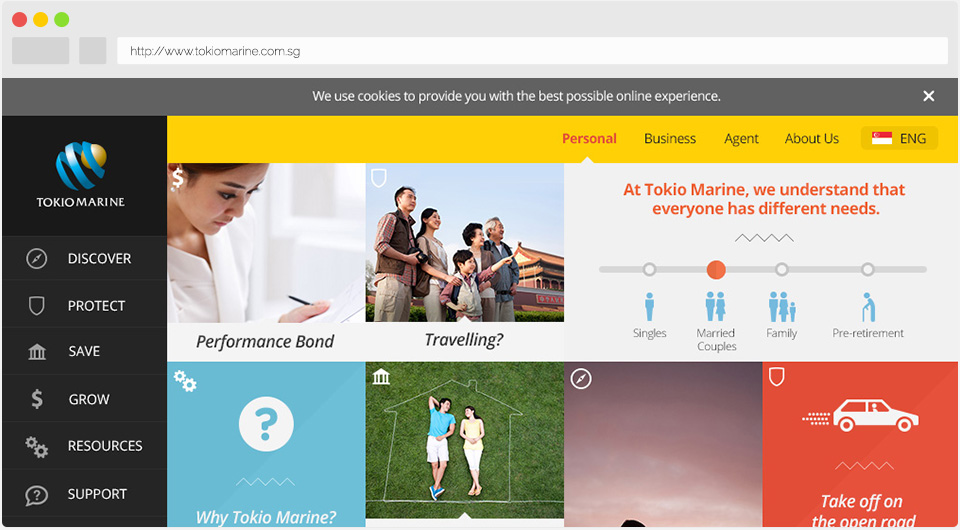 http://www.tokiomarine.com.sg
We use cookies to provide you with the best possible online experience.
Personal Business Agent About Us ENG
TOKIO MARINE
DISCOVER
PROTECT
SAVE
GROW
RESOURCES
SUPPORT
$
Performance Bond
Travelling?
At Tokio Marine, we understand that
everyone has different needs.
Singles
Married
Couples
Family
Pre-retirement
?
Why Tokio Marine?
Take off on
the open road